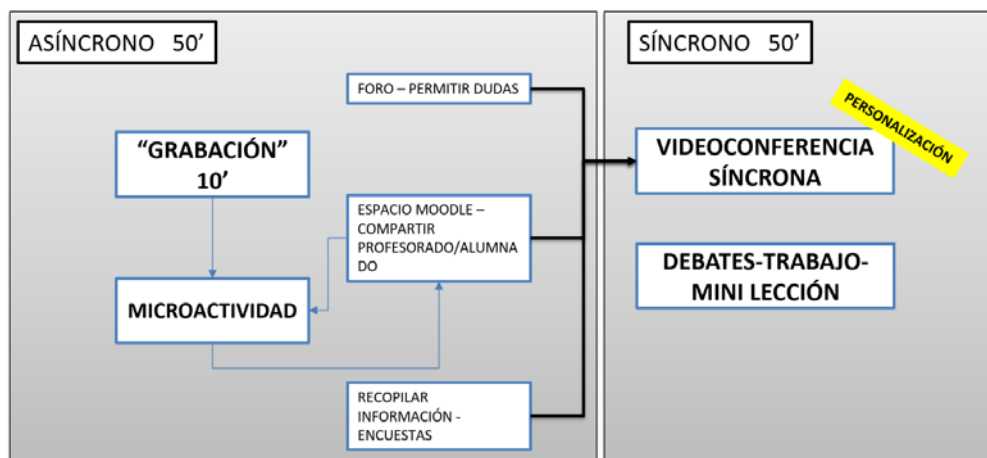 ASÍNCRONO 50’
FORO – PERMITIR DUDAS
“GRABACIÓN”
10’
ESPACIO MOODLE –
COMPARTIR
PROFESORADO/ALUMNA
DO
MICROACTIVIDAD
RECOPILAR
INFORMACIÓN -
ENCUESTAS
SÍNCRONO 50’
PERSONALIZACIÓN
VIDEOCONFERENCIA
SÍNCRONA
DEBATES-TRABAJO-
MINI LECCIÓN